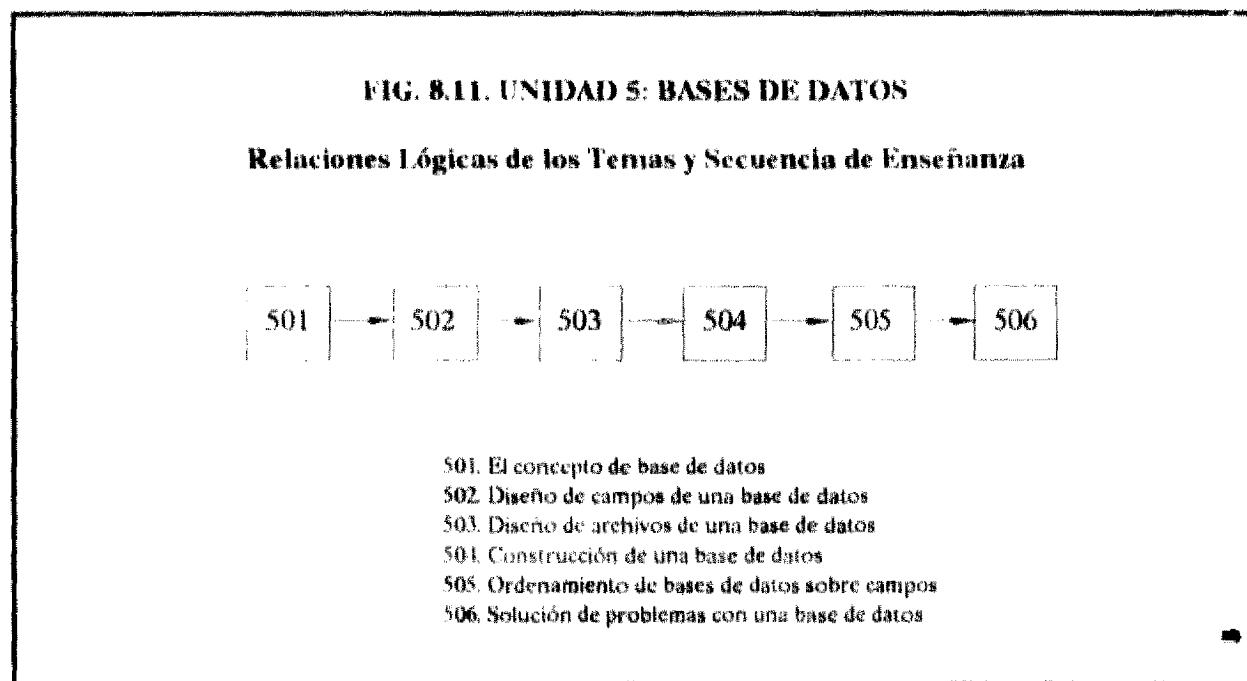 FIG. 8.11. UNIDAD 5: BASES DE DATOS
Relaciones Lógicas de los Temas y Secuencia de Enseñanza
501 502 503 504 505 506
501. El concepto de base de datos
502. Diseño de campos de una base de datos
503. Diseño de archivos de una base de datos
504. Construcción de una base de datos
505. Ordenamiento de bases de datos sobre campos
506. Solución de problemas con una base de datos